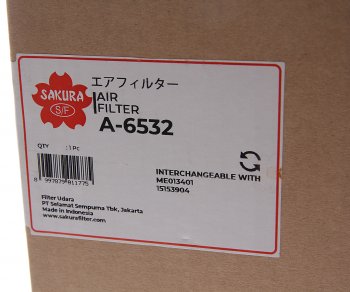 SAKURA
S/F
エアフィルター
AIR
FILTER
A-6532
QTY : 1 Pc
8 997879 811775
INTERCHANGEABLE WITH
ME013401
15153904
Filter Udara
PT Selamat Sempurna Tbk, Jakarta
Made in Indonesia
www.sakurafilter.com